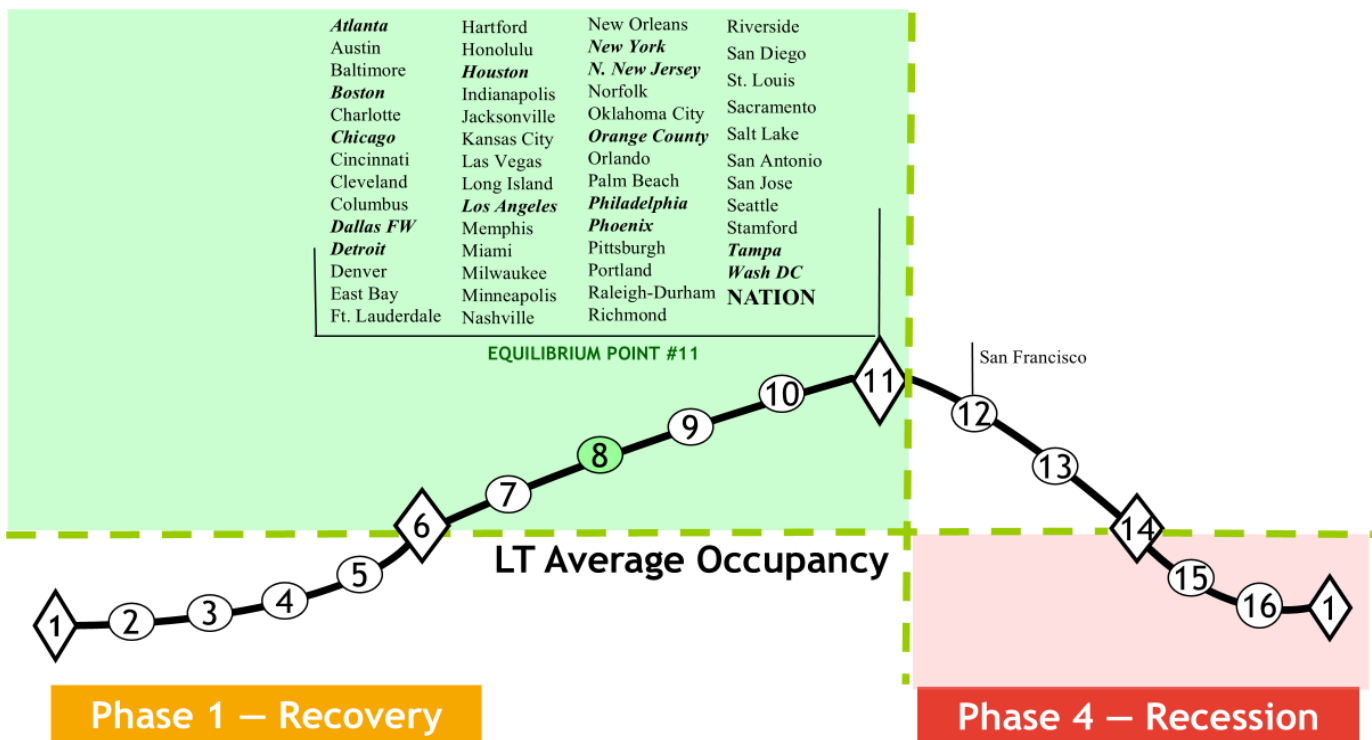 Atlanta
Austin
Baltimore
Boston
Charlotte
Chicago
Cincinnati
Cleveland
Columbus
Dallas FW
Detroit
Denver
East Bay
Ft. Lauderdale
Hartford
Honolulu
Houston
Indianapolis
Jacksonville
Kansas City
Las Vegas
Long Island
Los Angeles
Memphis
Miami
Milwaukee
Minneapolis
Nashville
New Orleans
New York
N. New Jersey
Norfolk
Oklahoma City
Orange County
Orlando
Palm Beach
Philadelphia
Phoenix
Pittsburgh
Portland
Raleigh-Durham
Richmond
Riverside
San Diego
St. Louis
Sacramento
Salt Lake
San Antonio
San Jose
Seattle
Stamford
Tampa
Wash DC
NATION
EQUILIBRIUM POINT #11
San Francisco
1
2
3
4
5
6
7
8
9
10
11
12
13
14
15
16
1
LT Average Occupancy
Phase 1 – Recovery
Phase 4 – Recession